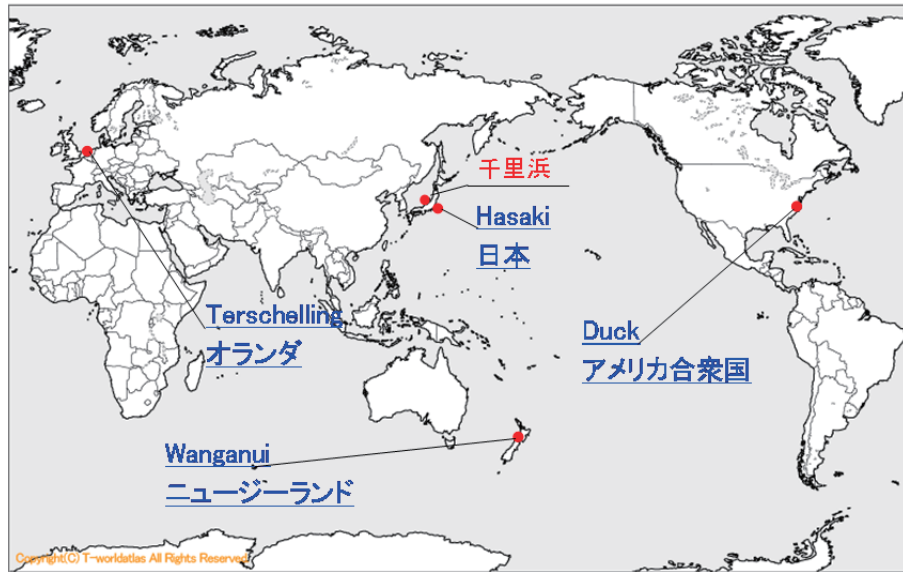 千里浜
Hasaki
日本
Terschelling
オランダ
Duck
アメリカ合衆国
Wanganui
ニュージーランド
Copyright(C) T-worldatlas All Rights Reserved